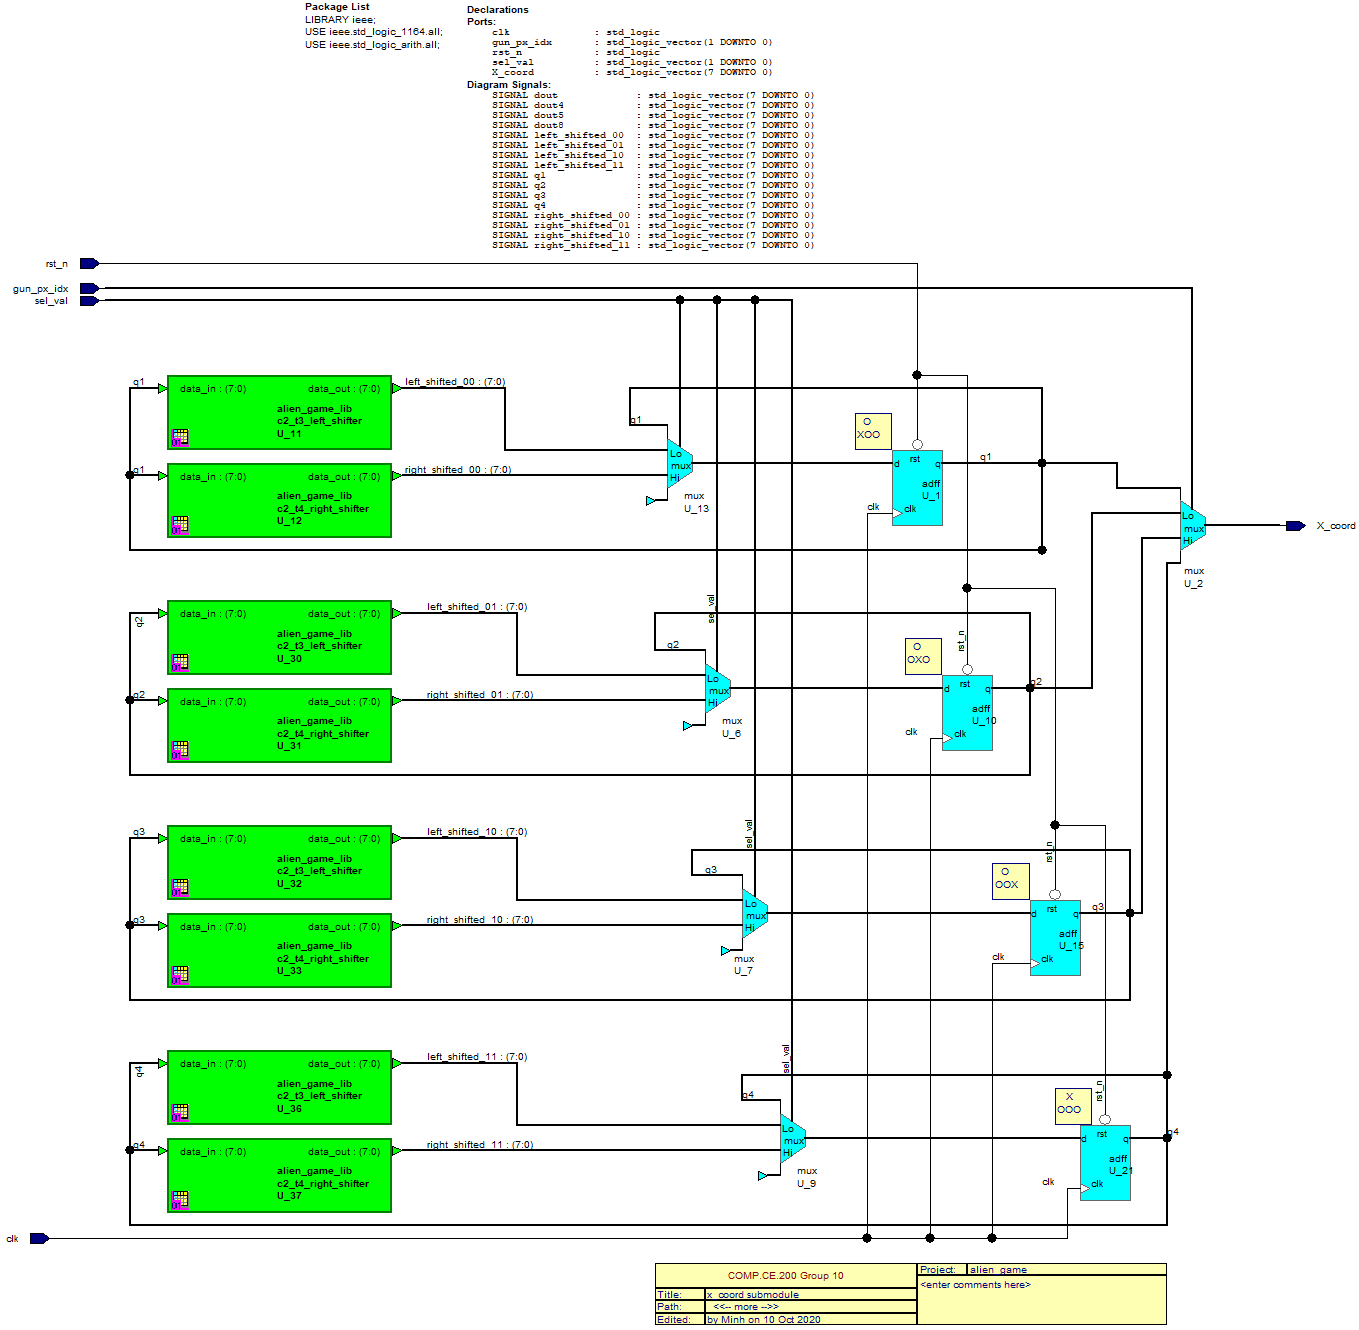 Package List
LIBRARY ieee;
USE ieee.std_logic_1164.all;
USE ieee.std_logic_arith.all;
Declarations
Ports:
clk : std_logic
gun_px_idx : std_logic_vector(1 DOWNTO 0)
rst_n : std_logic
sel_val : std_logic_vector(1 DOWNTO 0)
X_coord : std_logic_vector(7 DOWNTO 0)
Diagram Signals:
SIGNAL dout : std_logic_vector(7 DOWNTO 0)
SIGNAL dout4 : std_logic_vector(7 DOWNTO 0)
SIGNAL dout5 : std_logic_vector(7 DOWNTO 0)
SIGNAL dout8 : std_logic_vector(7 DOWNTO 0)
SIGNAL left_shifted_00 : std_logic_vector(7 DOWNTO 0)
SIGNAL left_shifted_01 : std_logic_vector(7 DOWNTO 0)
SIGNAL left_shifted_10 : std_logic_vector(7 DOWNTO 0)
SIGNAL left_shifted_11 : std_logic_vector(7 DOWNTO 0)
SIGNAL q1 : std_logic_vector(7 DOWNTO 0)
SIGNAL q2 : std_logic_vector(7 DOWNTO 0)
SIGNAL q3 : std_logic_vector(7 DOWNTO 0)
SIGNAL q4 : std_logic_vector(7 DOWNTO 0)
SIGNAL right_shifted_00 : std_logic_vector(7 DOWNTO 0)
SIGNAL right_shifted_01 : std_logic_vector(7 DOWNTO 0)
SIGNAL right_shifted_10 : std_logic_vector(7 DOWNTO 0)
SIGNAL right_shifted_11 : std_logic_vector(7 DOWNTO 0)
rst_n
gun_px_idx
sel_val
q1
data_in : (7:0) data_out : (7:0)
left_shifted_00 : (7:0)
alien_game_lib
c2_t3_left_shifter
U_11
q1
data_in : (7:0) data_out : (7:0)
right_shifted_00 : (7:0)
alien_game_lib
c2_t4_right_shifter
U_12
q1
Lo
mux
Hi
mux
U_13
O
XOO
rst
d q
adff
U_1
clk
clk
q1
Lo
mux
Hi
mux
U_2
X_coord
q2
data_in : (7:0) data_out : (7:0)
left_shifted_01 : (7:0)
alien_game_lib
c2_t3_left_shifter
U_30
q2
data_in : (7:0) data_out : (7:0)
right_shifted_01 : (7:0)
alien_game_lib
c2_t4_right_shifter
U_31
sel_val
q2
Lo
mux
Hi
mux
U_6
O
OXO
rst_n
rst
d q
adff
U_10
clk
clk
q2
q3
data_in : (7:0) data_out : (7:0)
left_shifted_10 : (7:0)
alien_game_lib
c2_t3_left_shifter
U_32
q3
data_in : (7:0) data_out : (7:0)
right_shifted_10 : (7:0)
alien_game_lib
c2_t4_right_shifter
U_33
sel_val
q3
Lo
mux
Hi
mux
U_7
O
OOX
rst_n
rst
d q
adff
U_15
clk
clk
q3
q4
data_in : (7:0) data_out : (7:0)
left_shifted_11 : (7:0)
alien_game_lib
c2_t3_left_shifter
U_36
q4
data_in : (7:0) data_out : (7:0)
right_shifted_11 : (7:0)
alien_game_lib
c2_t4_right_shifter
U_37
sel_val
q4
Lo
mux
Hi
mux
U_9
X
OOO
rst_n
rst
d q
adff
U_21
clk
clk
q4
clk
COMP.CE.200 Group 10
Title: x_coord submodule
Path: <<-- more -->>
Edited: by Minh on 10 Oct 2020
Project: alien_game
<enter comments here>